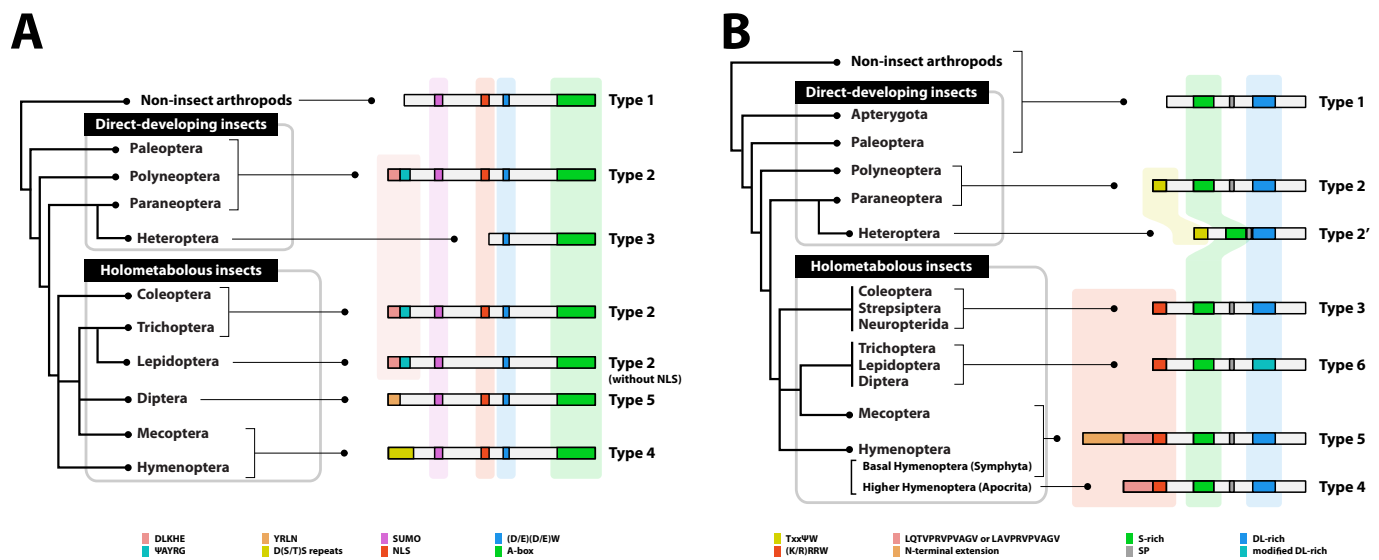 A
Non-insect arthropods
Type 1
Direct-developing insects
Paleoptera
Polyneoptera
Type 2
Paraneoptera
Heteroptera
Type 3
Holometabolous insects
Coleoptera
Type 2
Trichoptera
Lepidoptera
Type 2
(without NLS)
Diptera
Type 5
Mecoptera
Type 4
Hymenoptera
DLKHE
ΨAYRG
YRLN
D(S/T)S repeats
SUMO
NLS
(D/E)(D/E)W
A-box
B
Non-insect arthropods
Direct-developing insects
Type 1
Apterygota
Paleoptera
Polyneoptera
Type 2
Paraneoptera
Heteroptera
Type 2′
Holometabolous insects
Coleoptera
Strepsiptera
Type 3
Neuropterida
Trichoptera
Lepidoptera
Type 6
Diptera
Mecoptera
Type 5
Hymenoptera
Basal Hymenoptera (Symphyta)
Higher Hymenoptera (Apocrita)
Type 4
TxxΨW
(K/R)RRW
LQTVPRVPVAGV or LAVPRVPVAGV
N-terminal extension
S-rich
SP
DL-rich
modified DL-rich